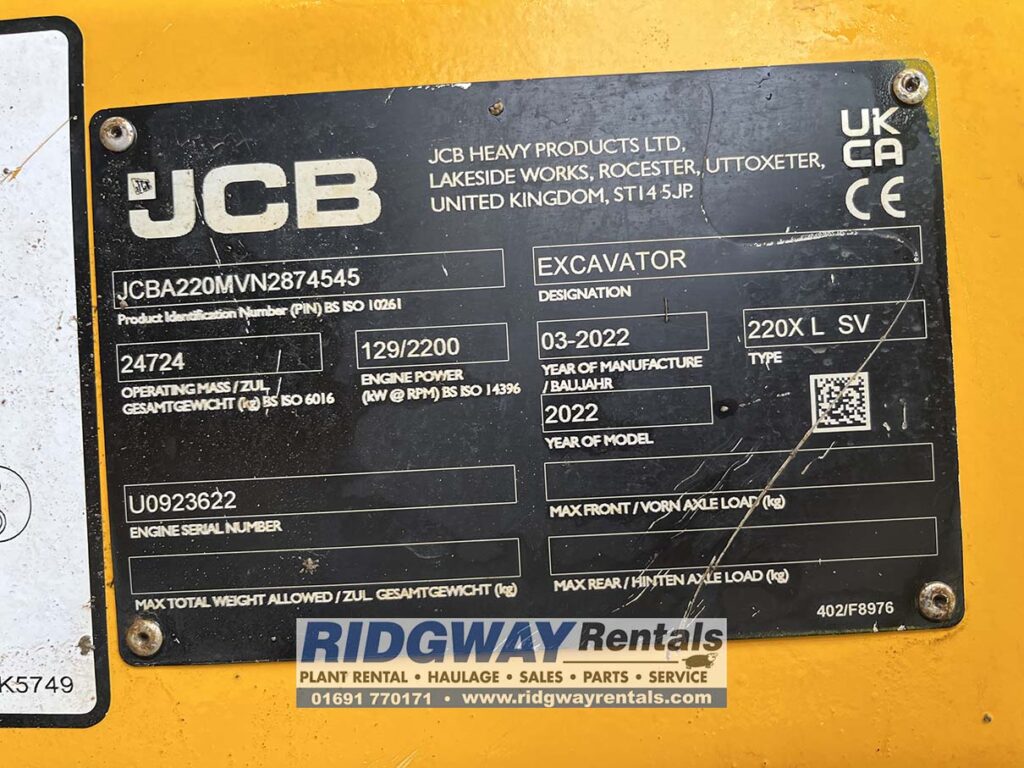 JCB
JCB HEAVY PRODUCTS LTD,
LAKESIDE WORKS, ROCESTER, UTTOXETER,
UNITED KINGDOM, ST14 5JP.
UK
CA
CE
JCBA220MVN2874545
Product Identification Number (PIN) BS ISO 10261
EXCAVATOR
DESIGNATION
24724
OPERATING MASS / ZUL.
GESAMTGEWICHT (kg) BS ISO 6016
129/2200
ENGINE POWER
(kW @ RPM) BS ISO 14396
03-2022
YEAR OF MANUFACTURE
/ BAUJAHR
220X L SV
TYPE
2022
YEAR OF MODEL
U0923622
ENGINE SERIAL NUMBER
MAX FRONT / VORN AXLE LOAD (kg)
MAX TOTAL WEIGHT ALLOWED / ZUL. GESAMTGEWICHT (kg)
MAX REAR / HINTEN AXLE LOAD (kg)
402/F8976
K5749
RIDGWAY Rentals
PLANT RENTAL • HAULAGE • SALES • PARTS • SERVICE
01691 770171 • www.ridgwayrentals.com